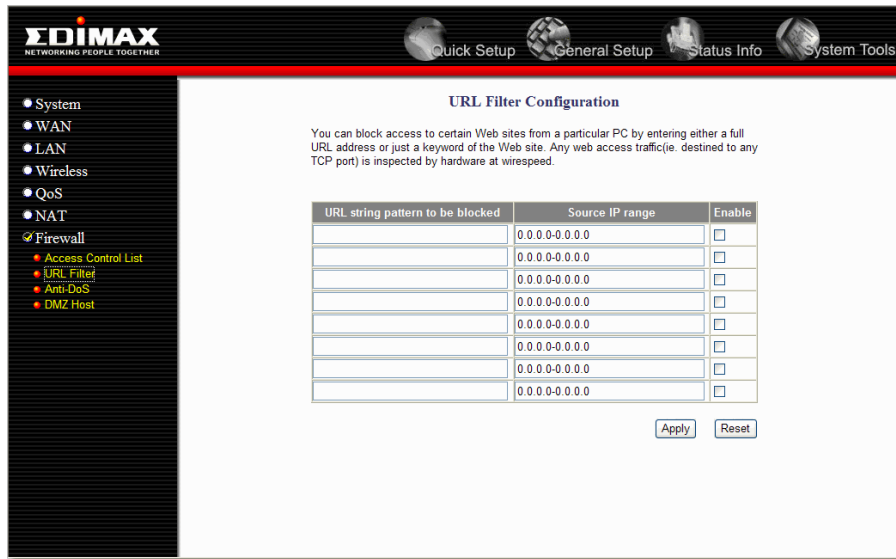 EDIMAX
NETWORKING PEOPLE TOGETHER
Quick Setup
General Setup
Status Info
System Tools
System
WAN
LAN
Wireless
QoS
NAT
Firewall
Access Control List
URL Filter
Anti-DoS
DMZ Host
URL Filter Configuration
You can block access to certain Web sites from a particular PC by entering either a full
URL address or just a keyword of the Web site. Any web access traffic(ie. destined to any
TCP port) is inspected by hardware at wirespeed.
URL string pattern to be blocked Source IP range Enable
0.0.0.0-0.0.0.0
0.0.0.0-0.0.0.0
0.0.0.0-0.0.0.0
0.0.0.0-0.0.0.0
0.0.0.0-0.0.0.0
0.0.0.0-0.0.0.0
0.0.0.0-0.0.0.0
0.0.0.0-0.0.0.0
Apply Reset